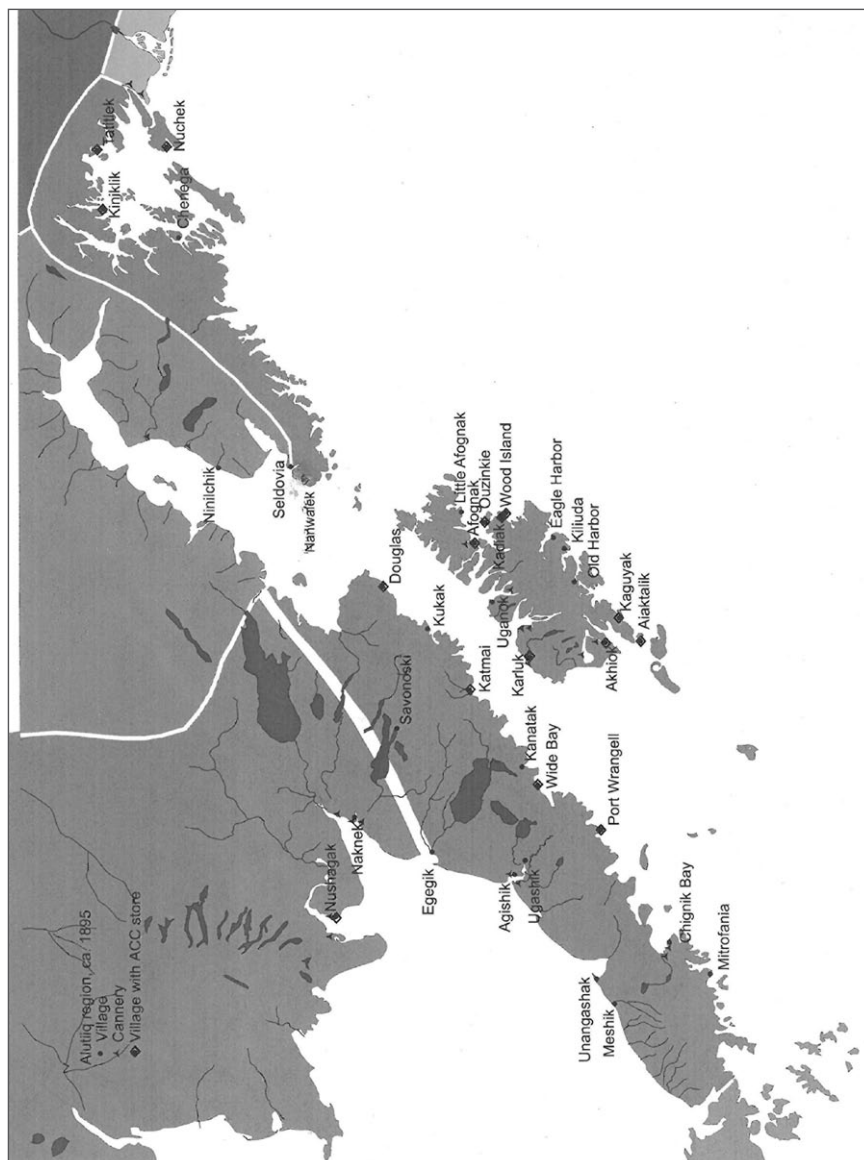 Alutiiq region, ca. 1895
Village
Cannery
Village with ACC store
Nushagak
Naknek
Egegik
Agishik
Ugashik
Unangashak
Meshik
Chignik Bay
Mitrofania
Port Wrangell
Wide Bay
Kanatak
Savonoski
Katmai
Kukak
Douglas
Ninilchik
Seldovia
Nanwalek
Kiniklik
Tatitlek
Chenega
Nuchek
Little Afognak
Afognak
Ouzinkie
Kadiak
Wood Island
Uganok
Karluk
Eagle Harbor
Kiliuda
Old Harbor
Kaguyak
Aiaktalik
Akhiok